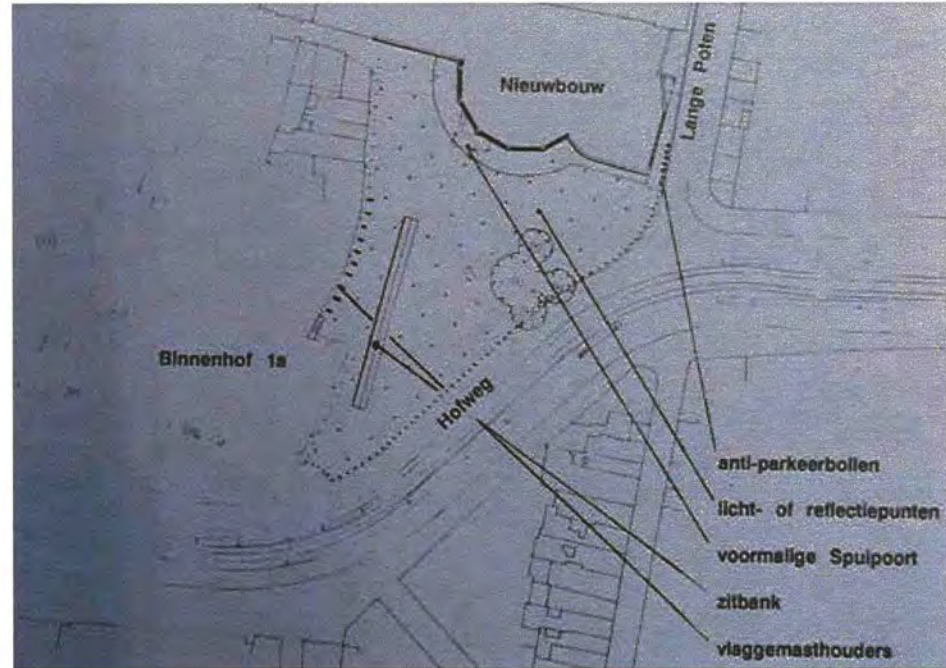 Nieuwbouw
Lange Poten
Binnenhof 1a
Hofweg
anti-parkeerbollen
licht- of reflectiepunten
voormalige Spuipoort
zitbank
vlaggemasthouders